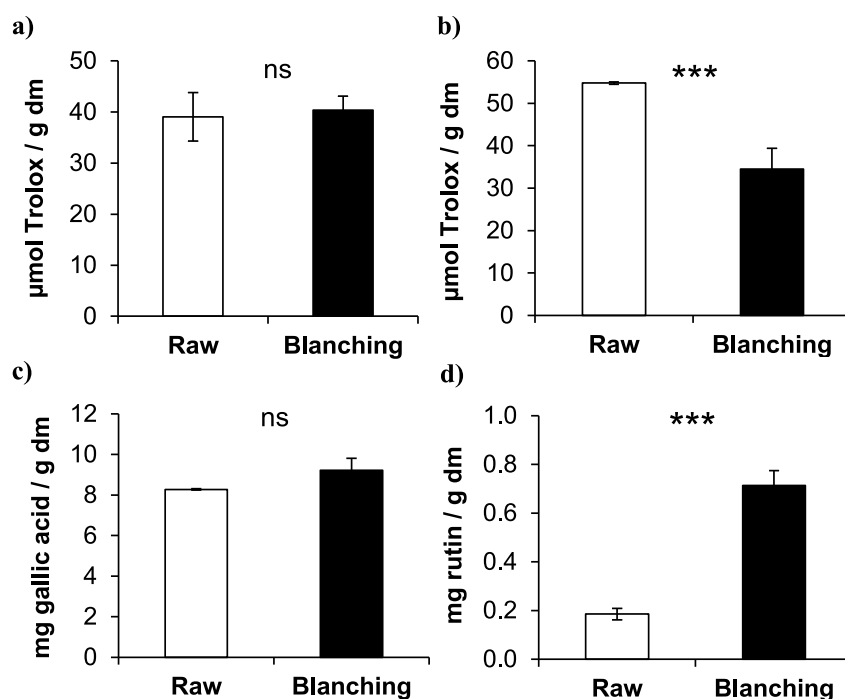 a)
µmol Trolox / g dm
50
40
30
20
10
0
ns
Raw Blanching
b)
µmol Trolox / g dm
60
50
40
30
20
10
0
***
Raw Blanching
c)
mg gallic acid / g dm
12
10
8
6
4
2
0
ns
Raw Blanching
d)
mg rutin / g dm
1.0
0.8
0.6
0.4
0.2
0.0
***
Raw Blanching